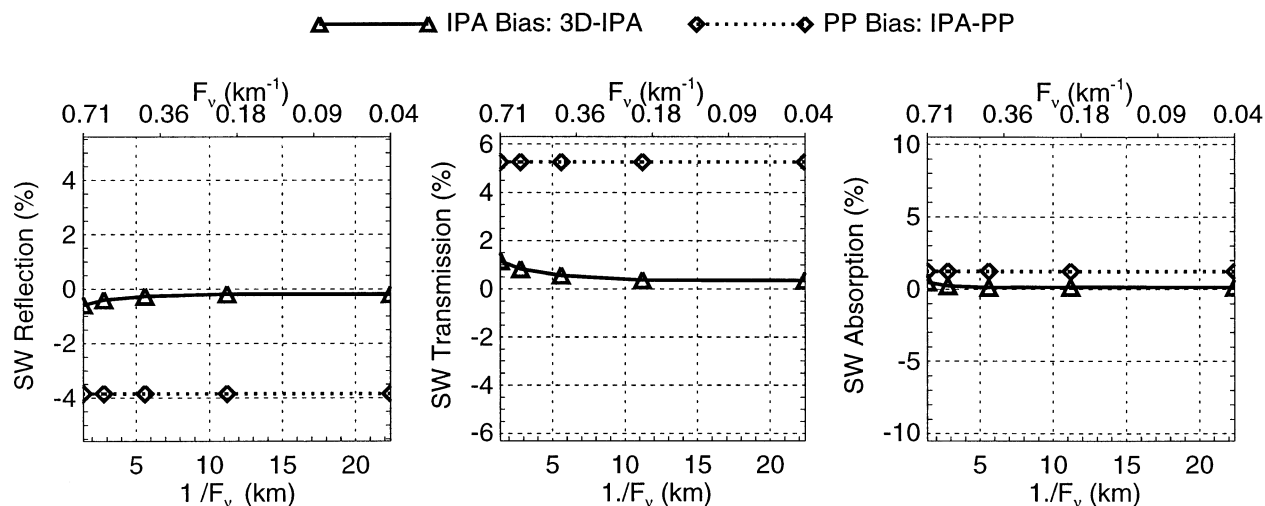 IPA Bias: 3D-IPA PP Bias: IPA-PP
Fν (km-1) Fν (km-1) Fν (km-1)
0.71 0.36 0.18 0.09 0.04 0.71 0.36 0.18 0.09 0.04 0.71 0.36 0.18 0.09 0.04
SW Reflection (%)
4
2
0
-2
-4
5 10 15 20
1 /Fν (km)
SW Transmission (%)
6
4
2
0
-2
-4
-6
5 10 15 20
1./Fν (km)
SW Absorption (%)
10
5
0
-5
-10
5 10 15 20
1./Fν (km)